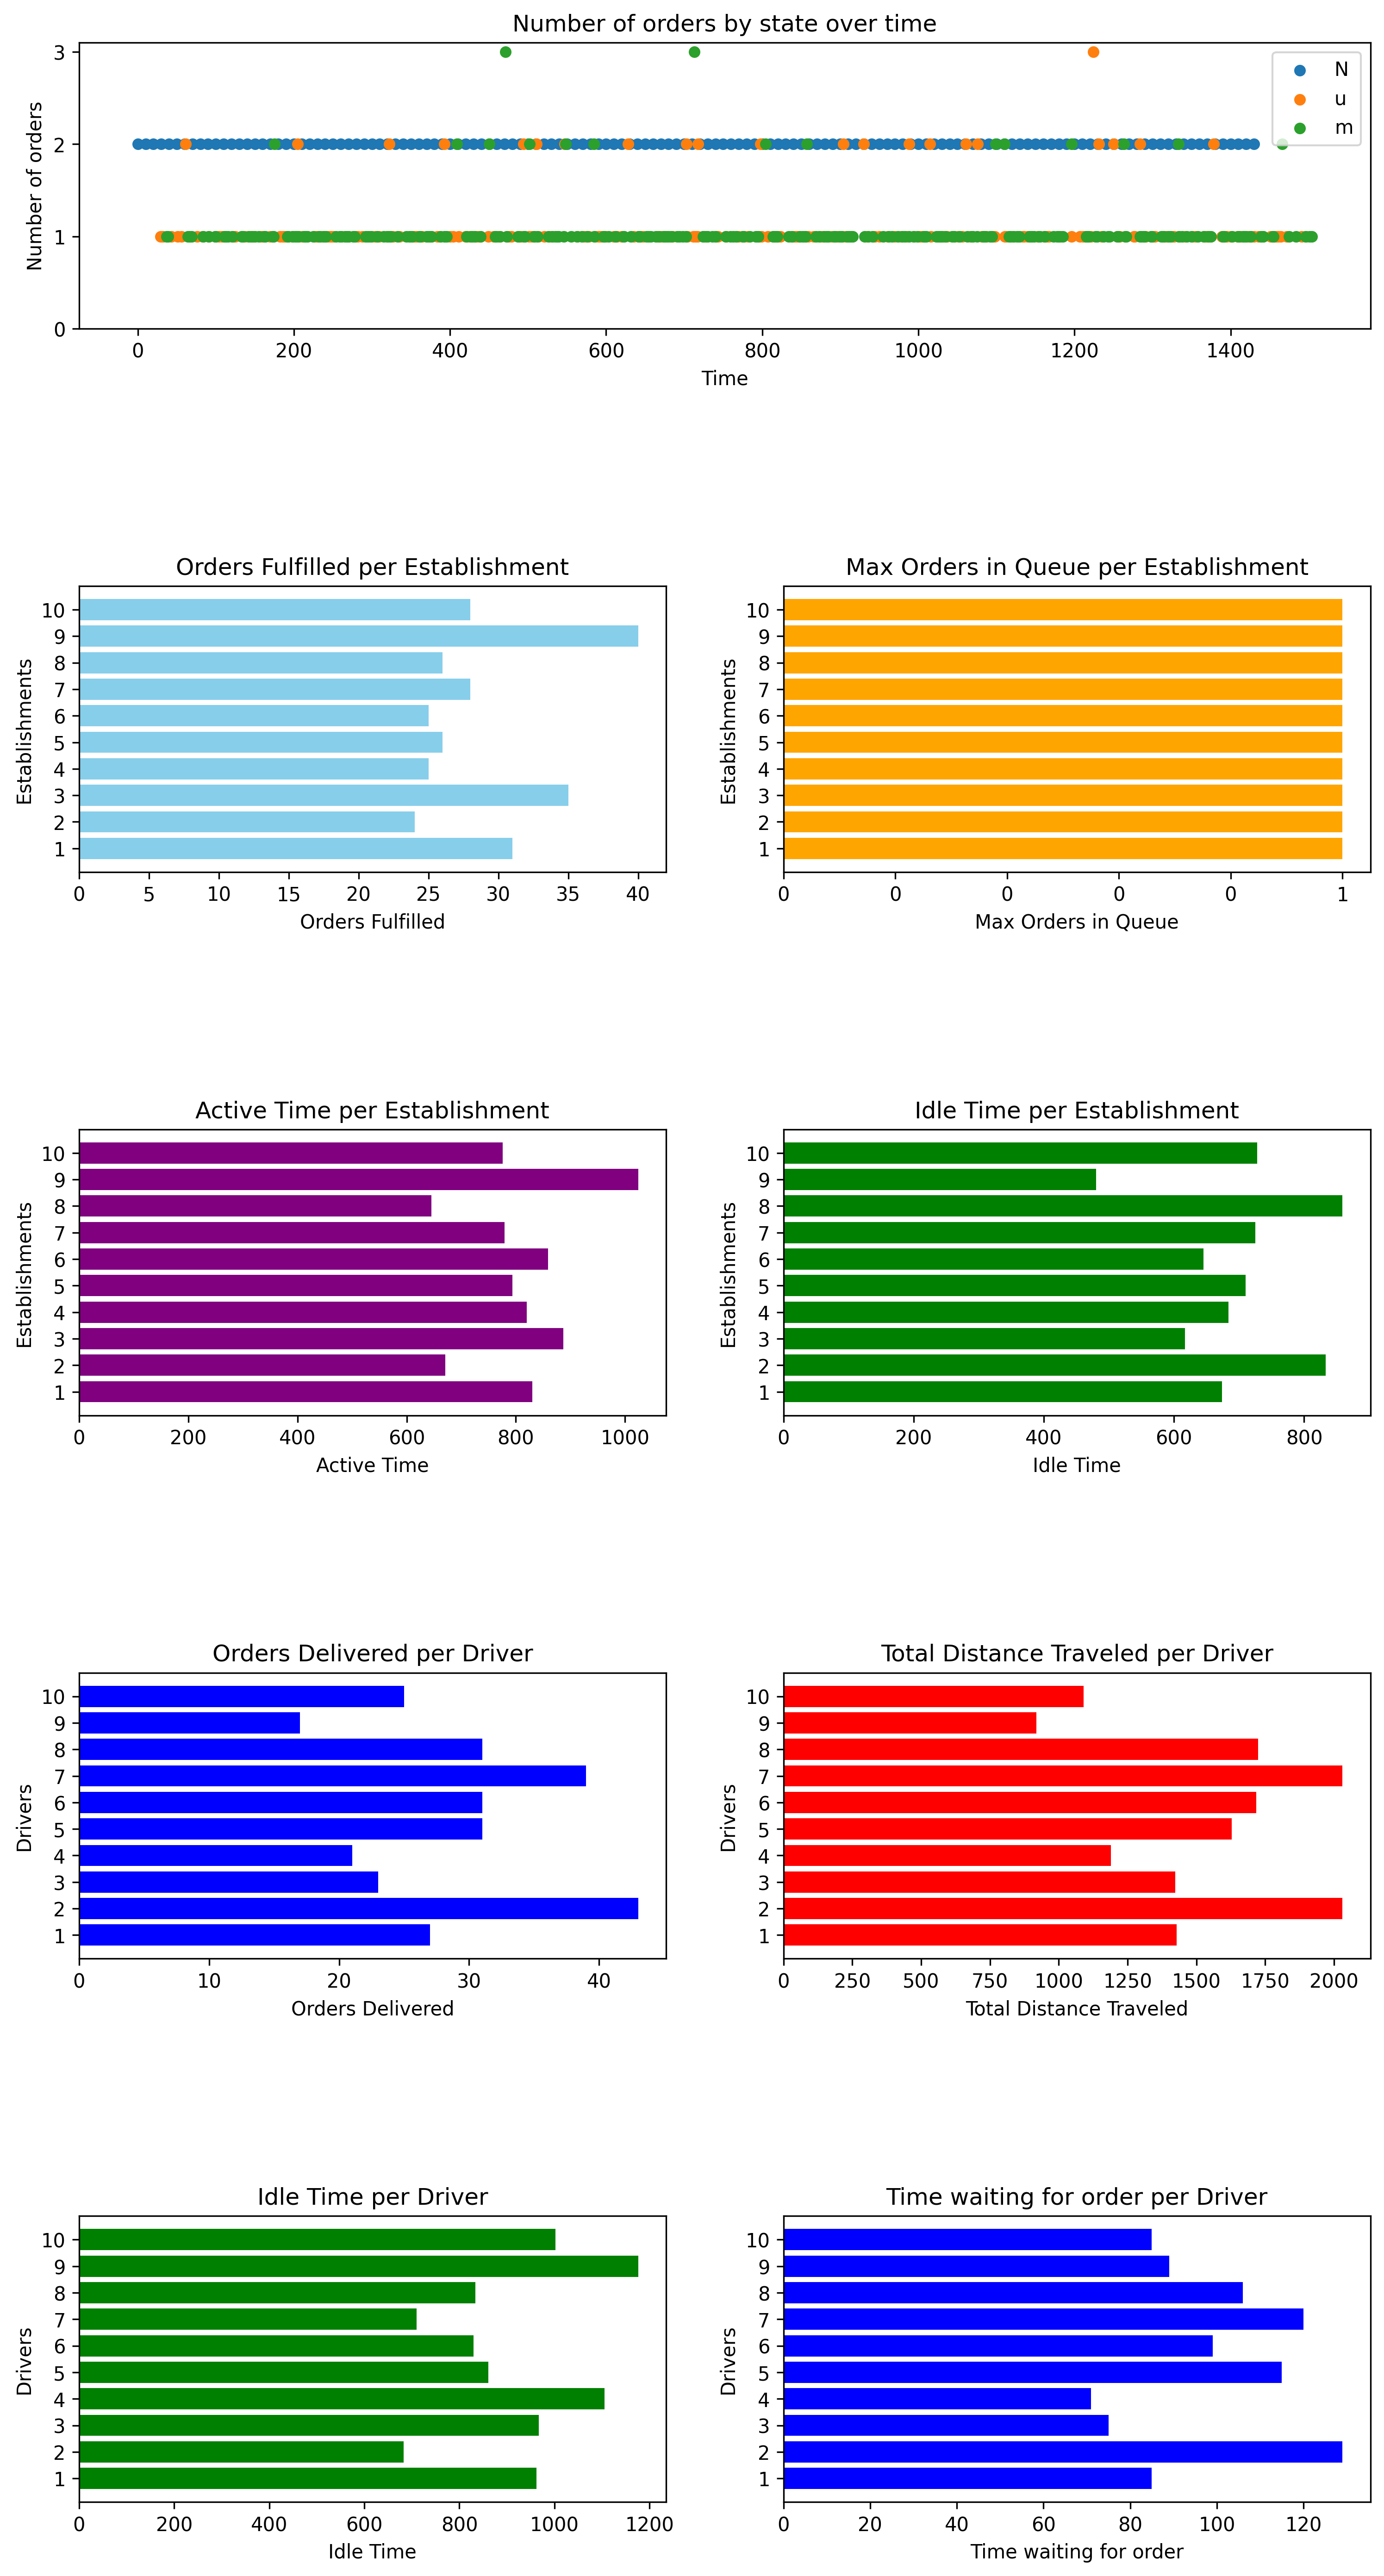 Number of orders by state over time
Number of orders
3
2
1
0
N
u
m
0 200 400 600 800 1000 1200 1400
Time
Orders Fulfilled per Establishment
Establishments
10
9
8
7
6
5
4
3
2
1
0 5 10 15 20 25 30 35 40
Orders Fulfilled
Max Orders in Queue per Establishment
Establishments
10
9
8
7
6
5
4
3
2
1
0 0 0 0 0 1
Max Orders in Queue
Active Time per Establishment
Establishments
10
9
8
7
6
5
4
3
2
1
0 200 400 600 800 1000
Active Time
Idle Time per Establishment
Establishments
10
9
8
7
6
5
4
3
2
1
0 200 400 600 800
Idle Time
Orders Delivered per Driver
Drivers
10
9
8
7
6
5
4
3
2
1
0 10 20 30 40
Orders Delivered
Total Distance Traveled per Driver
Drivers
10
9
8
7
6
5
4
3
2
1
0 250 500 750 1000 1250 1500 1750 2000
Total Distance Traveled
Idle Time per Driver
Drivers
10
9
8
7
6
5
4
3
2
1
0 200 400 600 800 1000 1200
Idle Time
Time waiting for order per Driver
Drivers
10
9
8
7
6
5
4
3
2
1
0 20 40 60 80 100 120
Time waiting for order